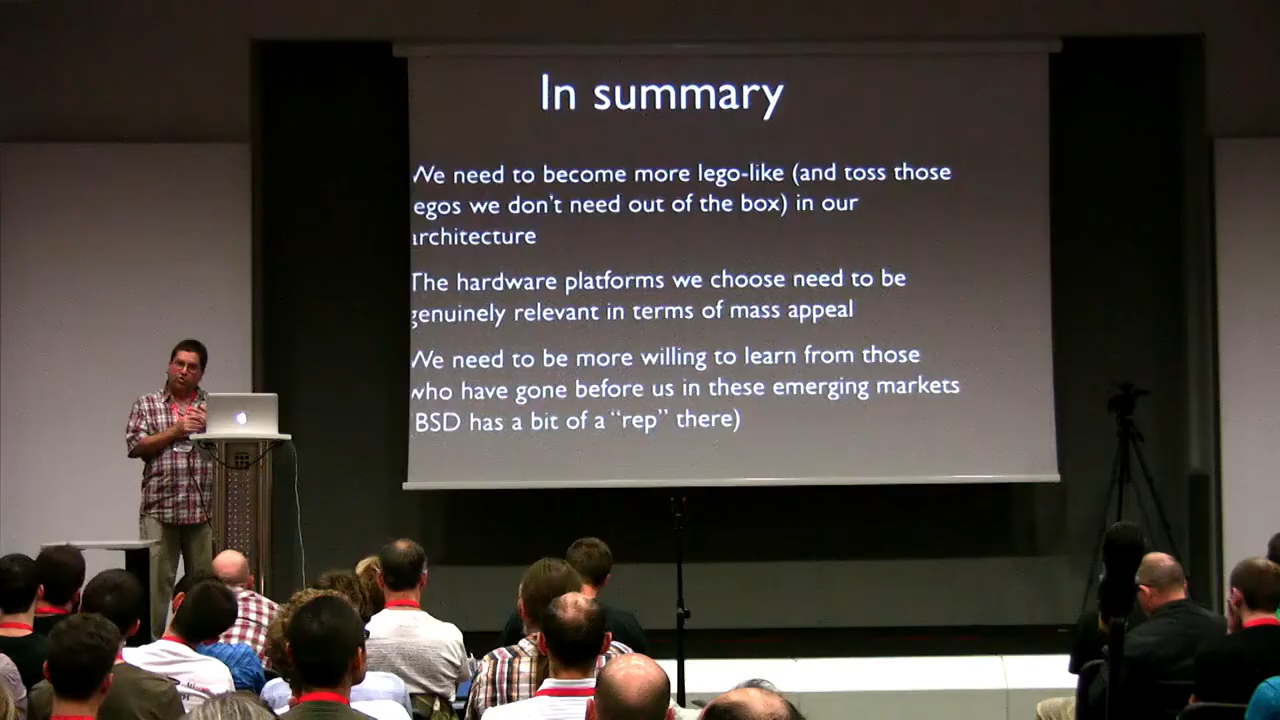 In summary
We need to become more lego-like (and toss those
egos we don't need out of the box) in our
architecture
The hardware platforms we choose need to be
genuinely relevant in terms of mass appeal
We need to be more willing to learn from those
who have gone before us in these emerging markets
BSD has a bit of a “rep” there)